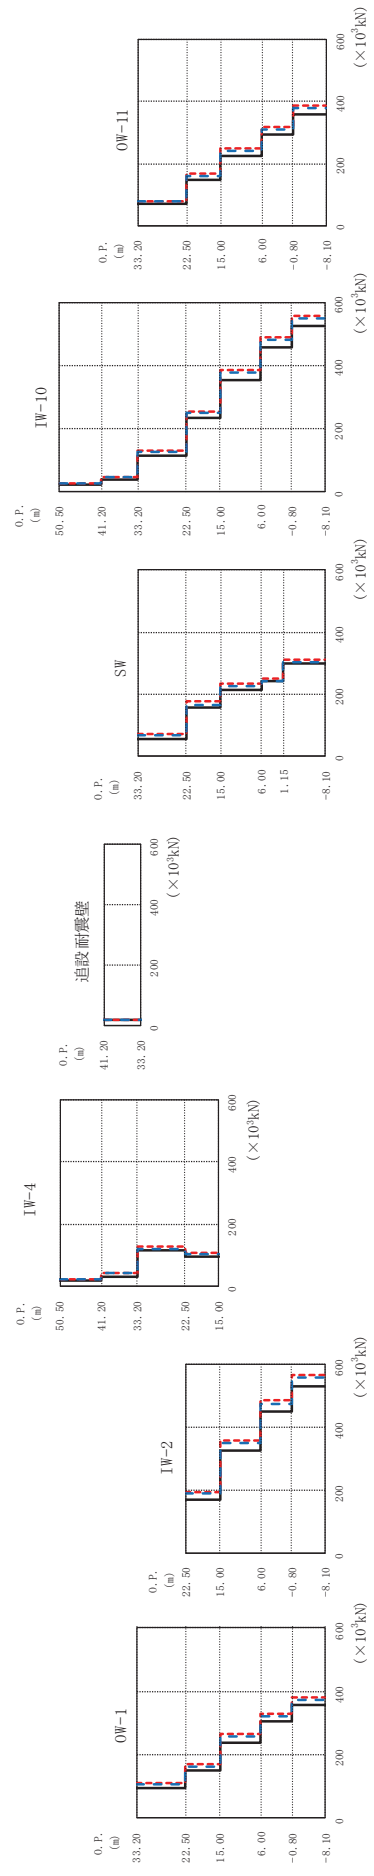 OW-1
O.P.
(m)
33.20
22.50
15.00
6.00
-0.80
-8.10
0
200
400
600
(×10³kN)
IW-2
O.P.
(m)
22.50
15.00
6.00
-0.80
-8.10
0
200
400
600
(×10³kN)
IW-4
O.P.
(m)
50.50
41.20
33.20
22.50
15.00
0
200
400
600
(×10³kN)
追設耐震壁
O.P.
(m)
41.20
33.20
0
200
400
600
(×10³kN)
SW
O.P.
(m)
33.20
22.50
15.00
6.00
1.15
-8.10
0
200
400
600
(×10³kN)
IW-10
O.P.
(m)
50.50
41.20
33.20
22.50
15.00
6.00
-0.80
-8.10
0
200
400
600
(×10³kN)
OW-11
O.P.
(m)
33.20
22.50
15.00
6.00
-0.80
-8.10
0
200
400
600
(×10³kN)